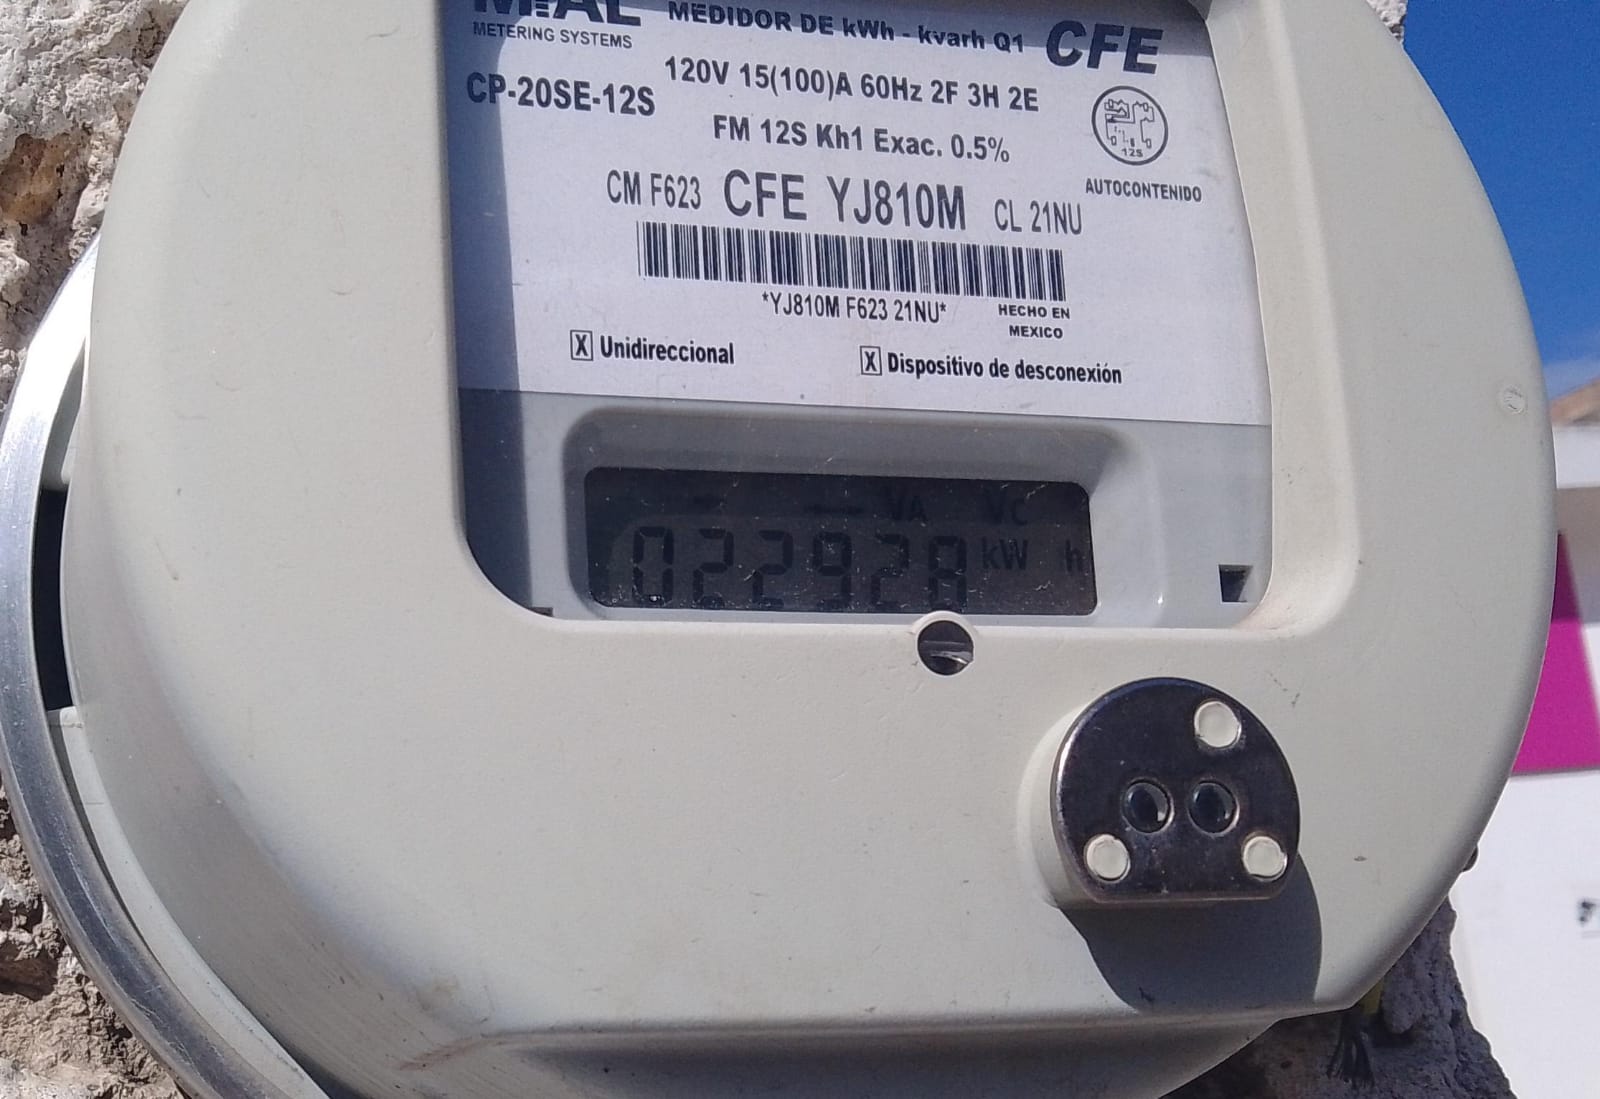 METERING SYSTEMS
MEDIDOR DE kWh - kvarh Q1 CFE
CP-20SE-12S
120V 15(100)A 60Hz 2F 3H 2E
FM 12S Kh1 Exac. 0.5%
12S
AUTOCONTENIDO
CM F623 CFE YJ810M CL 21NU
*YJ810M F623 21NU*
HECHO EN
MEXICO
X Unidireccional
X Dispositivo de desconexión
VA VC
kW h